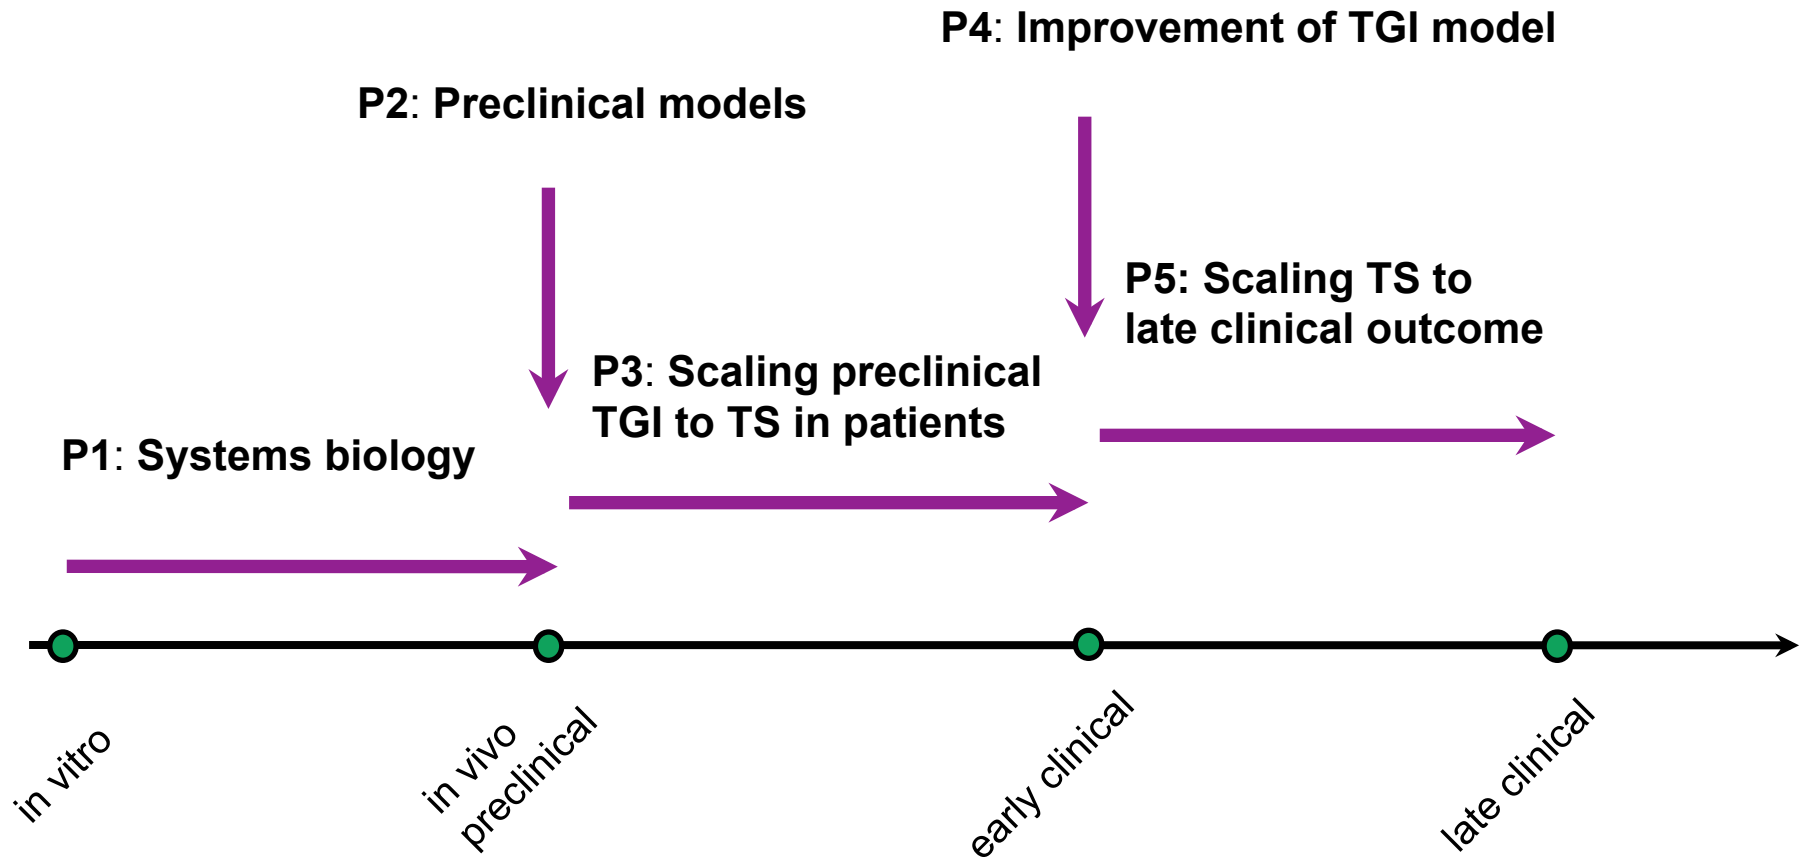 P4: Improvement of TGI model
P2: Preclinical models
P5: Scaling TS to
late clinical outcome
P3: Scaling preclinical
TGI to TS in patients
P1: Systems biology
in vitro
in vivo
preclinical
early clinical
late clinical